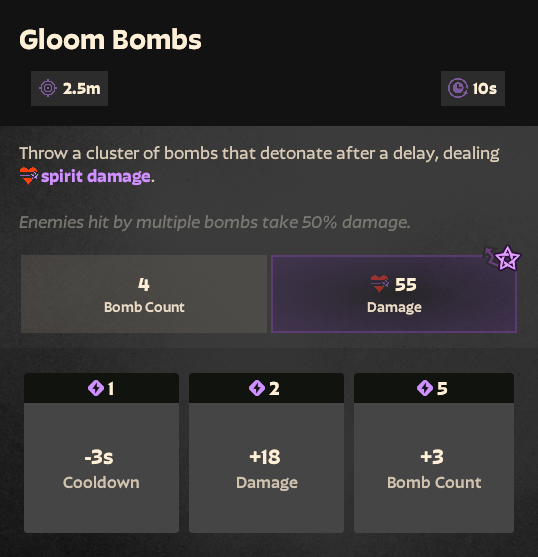 Gloom Bombs
2.5m
10s
Throw a cluster of bombs that detonate after a delay, dealing
spirit damage.
Enemies hit by multiple bombs take 50% damage.
4
Bomb Count
55
Damage
1
-3s
Cooldown
2
+18
Damage
5
+3
Bomb Count